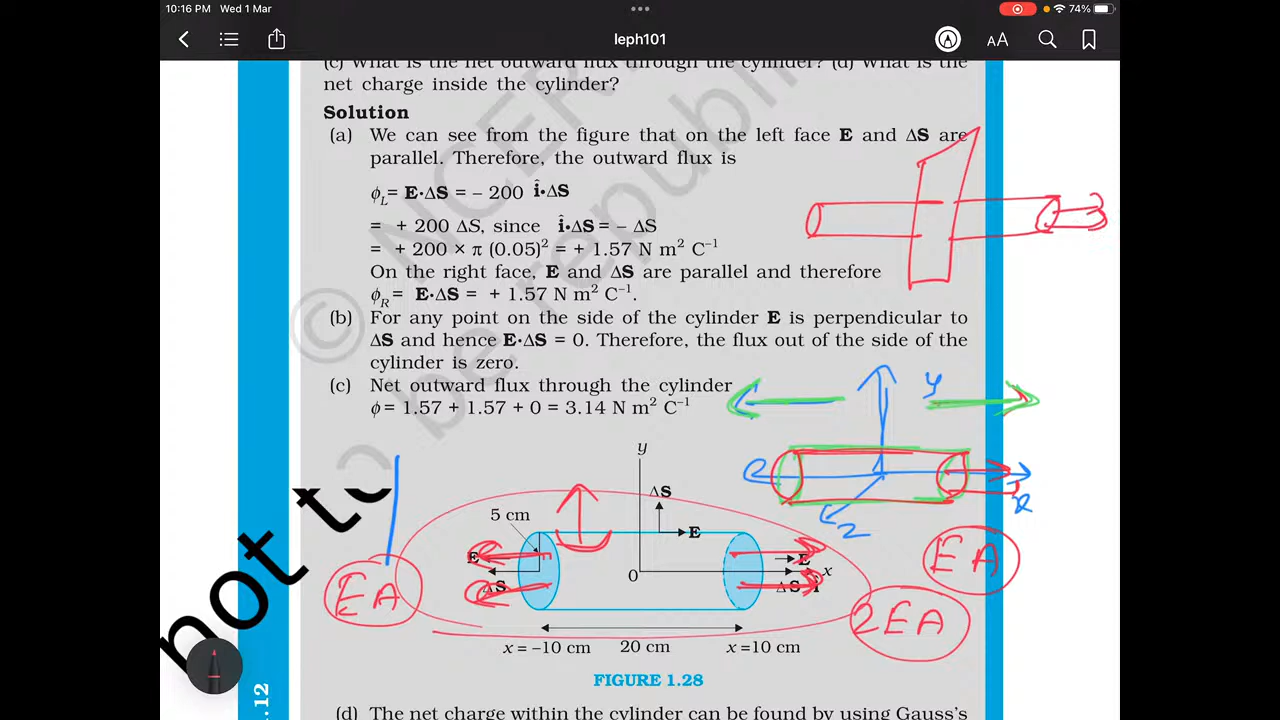 10:16 PM Wed 1 Mar
74%
leph101
AA
(c) What is the net outward flux through the cylinder? (d) What is the
net charge inside the cylinder?
Solution
(a) We can see from the figure that on the left face E and ΔS are
parallel. Therefore, the outward flux is
ϕL= E·ΔS = – 200 î·ΔS
= + 200 ΔS, since î·ΔS = – ΔS
= + 200 × π (0.05)² = + 1.57 N m² C⁻¹
On the right face, E and ΔS are parallel and therefore
ϕR = E·ΔS = + 1.57 N m² C⁻¹.
(b) For any point on the side of the cylinder E is perpendicular to
ΔS and hence E·ΔS = 0. Therefore, the flux out of the side of the
cylinder is zero.
(c) Net outward flux through the cylinder
ϕ = 1.57 + 1.57 + 0 = 3.14 N m² C⁻¹
y
y
ΔS
5 cm
E
x
z
E
E
x
0
ΔS
ΔS
EA
EA
2EA
x = –10 cm
20 cm
x =10 cm
FIGURE 1.28
(d) The net charge within the cylinder can be found by using Gauss's
© NCERT
be republi
not to
.12